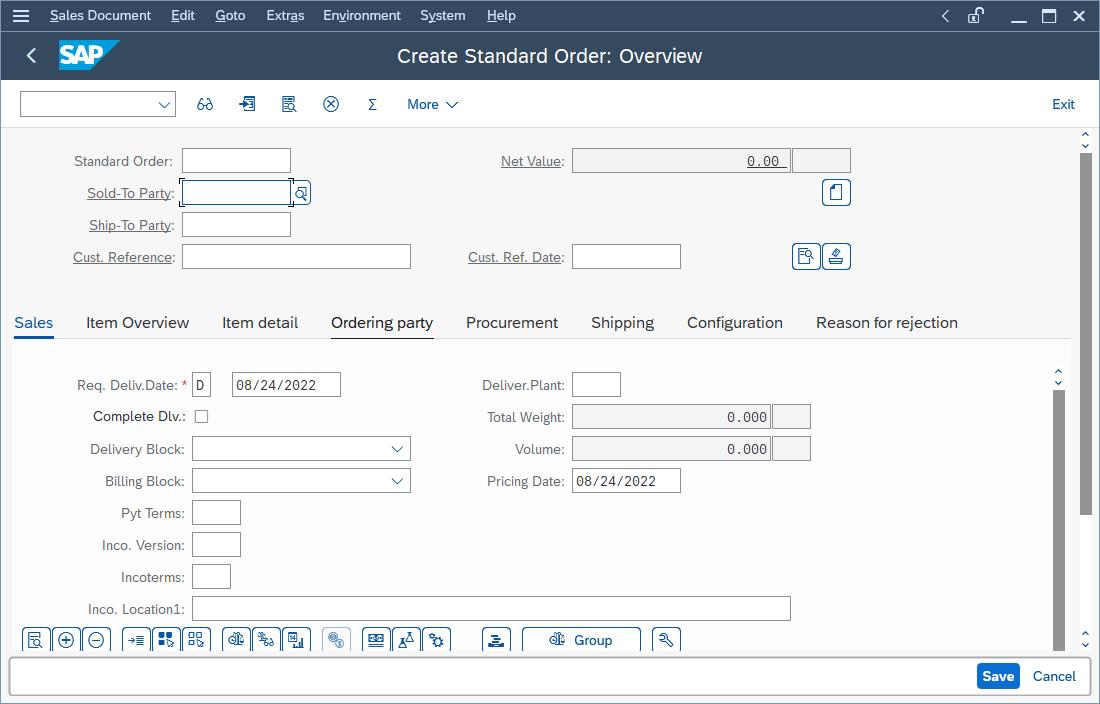 Sales Document Edit Goto Extras Environment System Help
SAP Create Standard Order: Overview
More Exit
Standard Order: Net Value: 0.00
Sold-To Party:
Ship-To Party:
Cust. Reference: Cust. Ref. Date:
Sales Item Overview Item detail Ordering party Procurement Shipping Configuration Reason for rejection
Req. Deliv.Date: * D 08/24/2022 Deliver.Plant:
Complete Dlv.: Total Weight: 0.000
Delivery Block: Volume: 0.000
Billing Block: Pricing Date: 08/24/2022
Pyt Terms:
Inco. Version:
Incoterms:
Inco. Location1:
Group
Save Cancel